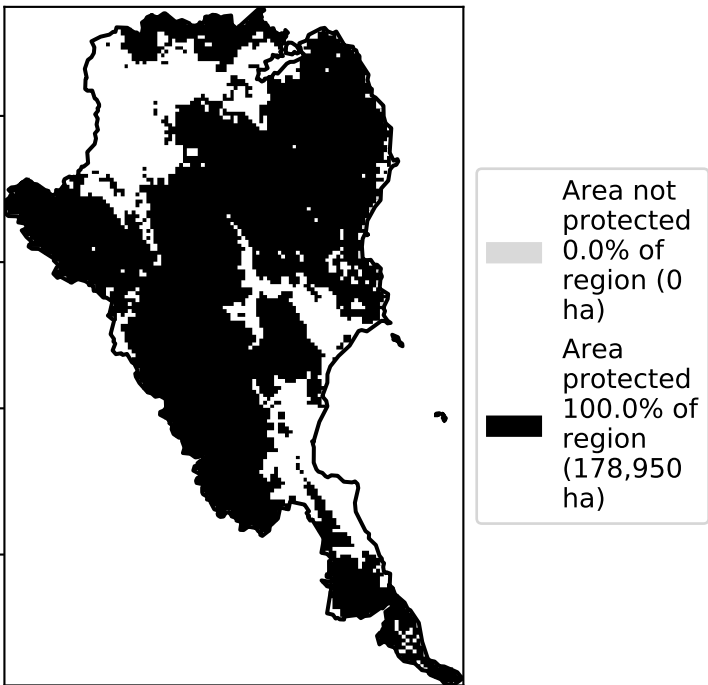 Area not
protected
0.0% of
region (0
ha)
Area
protected
100.0% of
region
(178,950
ha)